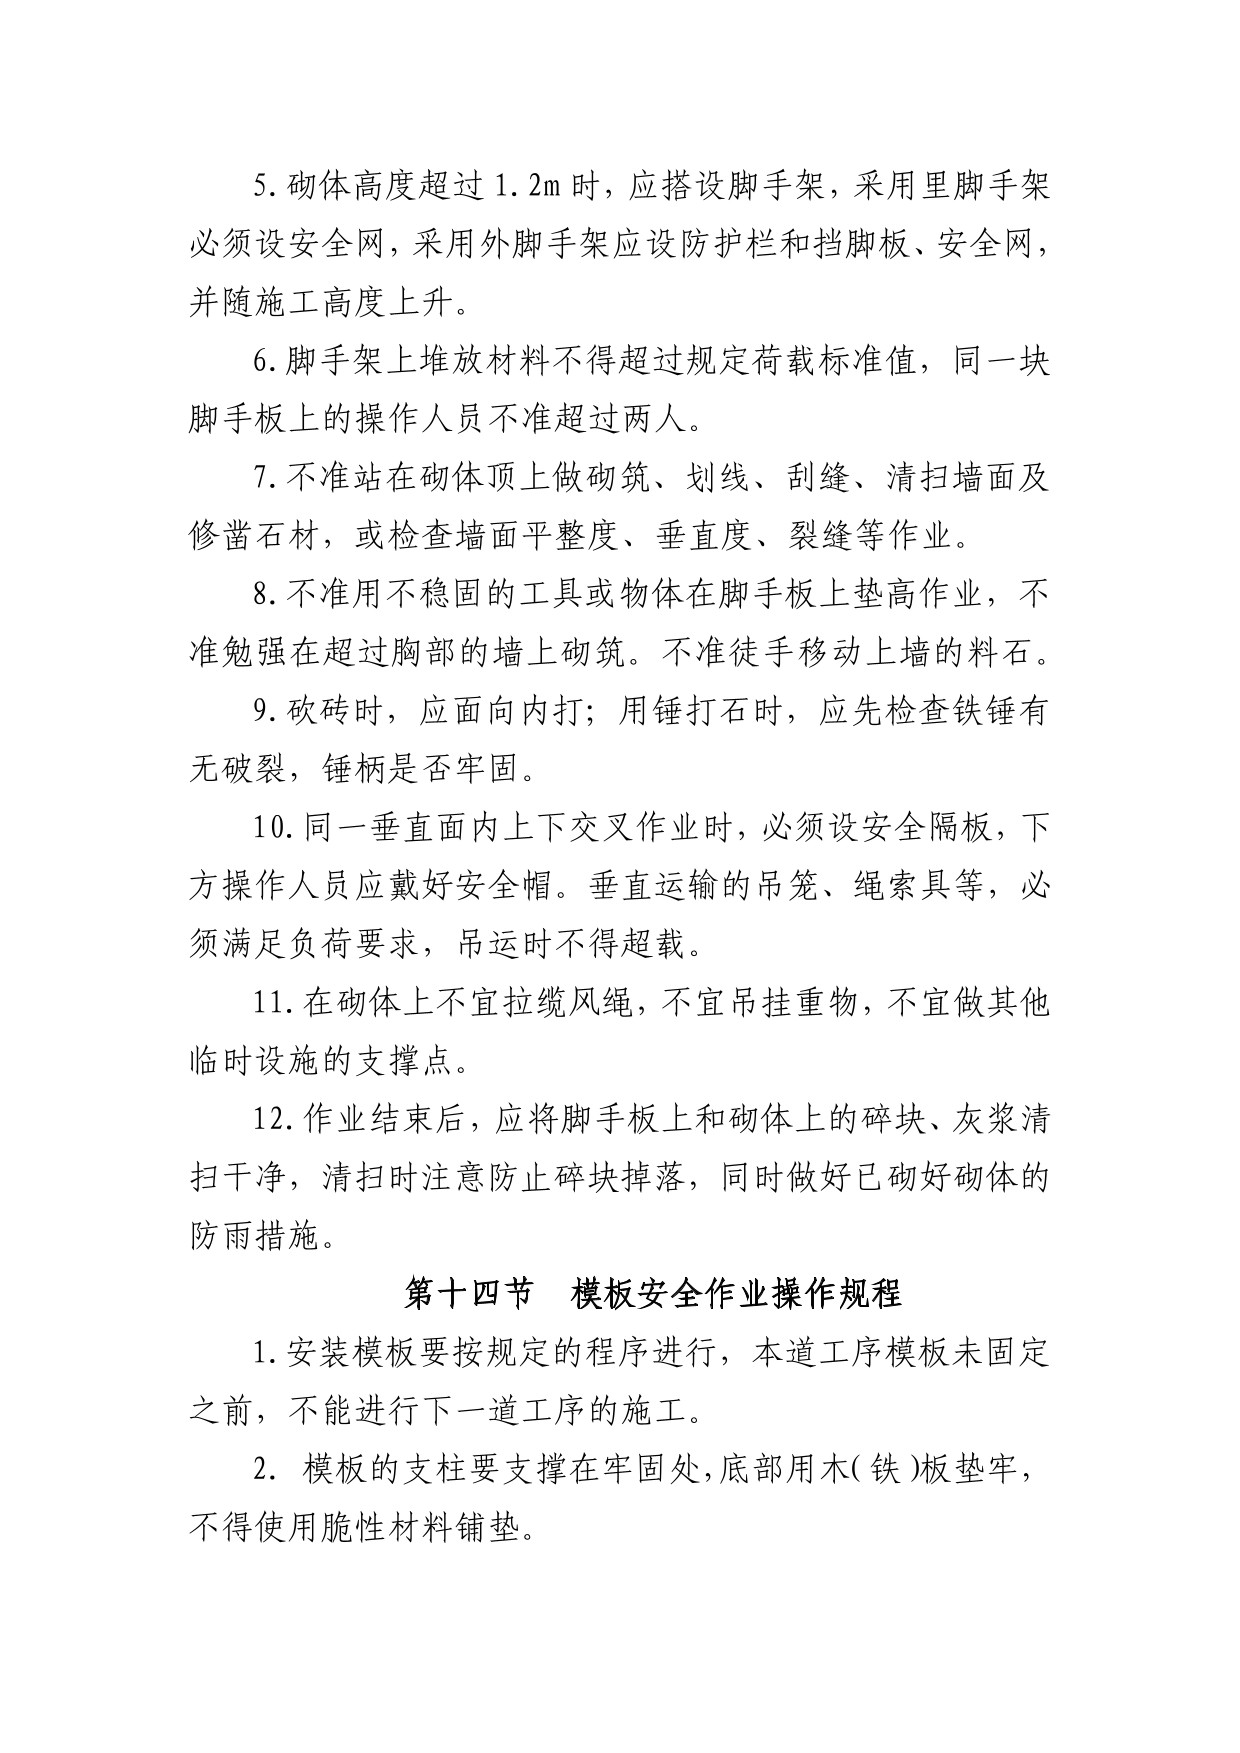 5.砌体高度超过1.2m时，应搭设脚手架，采用里脚手架
必须设安全网，采用外脚手架应设防护栏和挡脚板、安全网，
并随施工高度上升。
6.脚手架上堆放材料不得超过规定荷载标准值，同一块
脚手板上的操作人员不准超过两人。
7.不准站在砌体顶上做砌筑、划线、刮缝、清扫墙面及
修凿石材，或检查墙面平整度、垂直度、裂缝等作业。
8.不准用不稳固的工具或物体在脚手板上垫高作业，不
准勉强在超过胸部的墙上砌筑。不准徒手移动上墙的料石。
9.砍砖时，应面向内打；用锤打石时，应先检查铁锤有
无破裂，锤柄是否牢固。
10.同一垂直面内上下交叉作业时，必须设安全隔板，下
方操作人员应戴好安全帽。垂直运输的吊笼、绳索具等，必
须满足负荷要求，吊运时不得超载。
11.在砌体上不宜拉缆风绳，不宜吊挂重物，不宜做其他
临时设施的支撑点。
12.作业结束后，应将脚手板上和砌体上的碎块、灰浆清
扫干净，清扫时注意防止碎块掉落，同时做好已砌好砌体的
防雨措施。
第十四节　模板安全作业操作规程
1.安装模板要按规定的程序进行，本道工序模板未固定
之前，不能进行下一道工序的施工。
2. 模板的支柱要支撑在牢固处,底部用木(铁)板垫牢，
不得使用脆性材料铺垫。